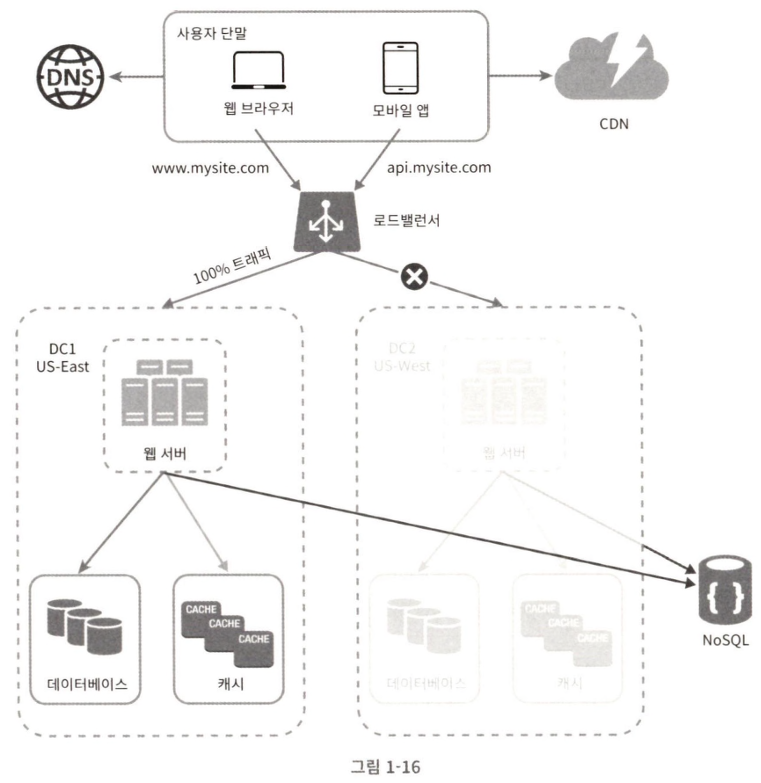 사용자 단말
DNS
웹 브라우저
모바일 앱
CDN
www.mysite.com
api.mysite.com
로드밸런서
100% 트래픽
DC1
US-East
웹 서버
DC2
US-West
웹 서버
데이터베이스
CACHE
CACHE
CACHE
캐시
데이터베이스
CACHE
CACHE
CACHE
캐시
{ }
NoSQL
그림 1-16